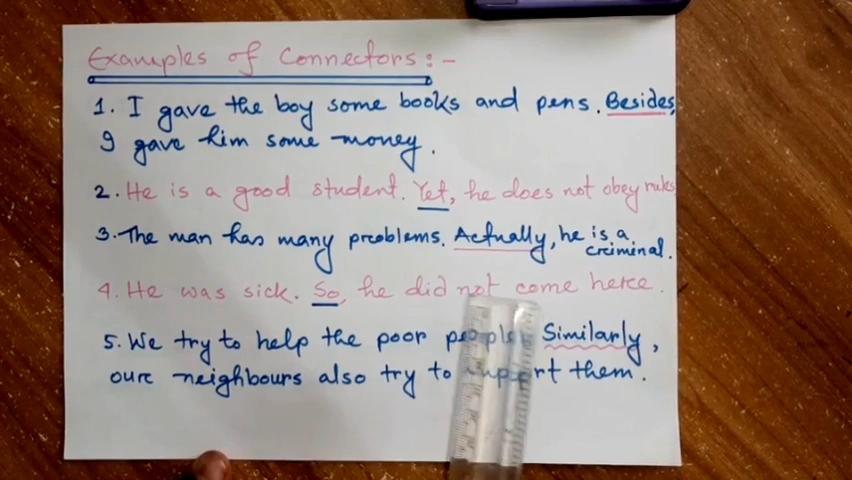 Examples of Connectors:-
1. I gave the boy some books and pens. Besides,
I gave him some money.
2. He is a good student. Yet, he does not obey rules
3. The man has many problems. Actually, he is a
criminal.
4. He was sick. So, he did not come here.
5. We try to help the poor people. Similarly,
our neighbours also try to support them.